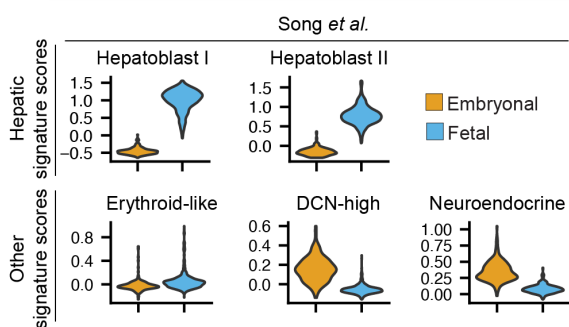 Song et al.
Hepatic
signature scores
Hepatoblast I
1.5
1.0
0.5
0.0
−0.5
Hepatoblast II
1.5
1.0
0.5
0.0
Embryonal
Fetal
Other
signature scores
Erythroid-like
0.8
0.4
0.0
DCN-high
0.6
0.4
0.2
0.0
Neuroendocrine
1.00
0.75
0.50
0.25
0.00